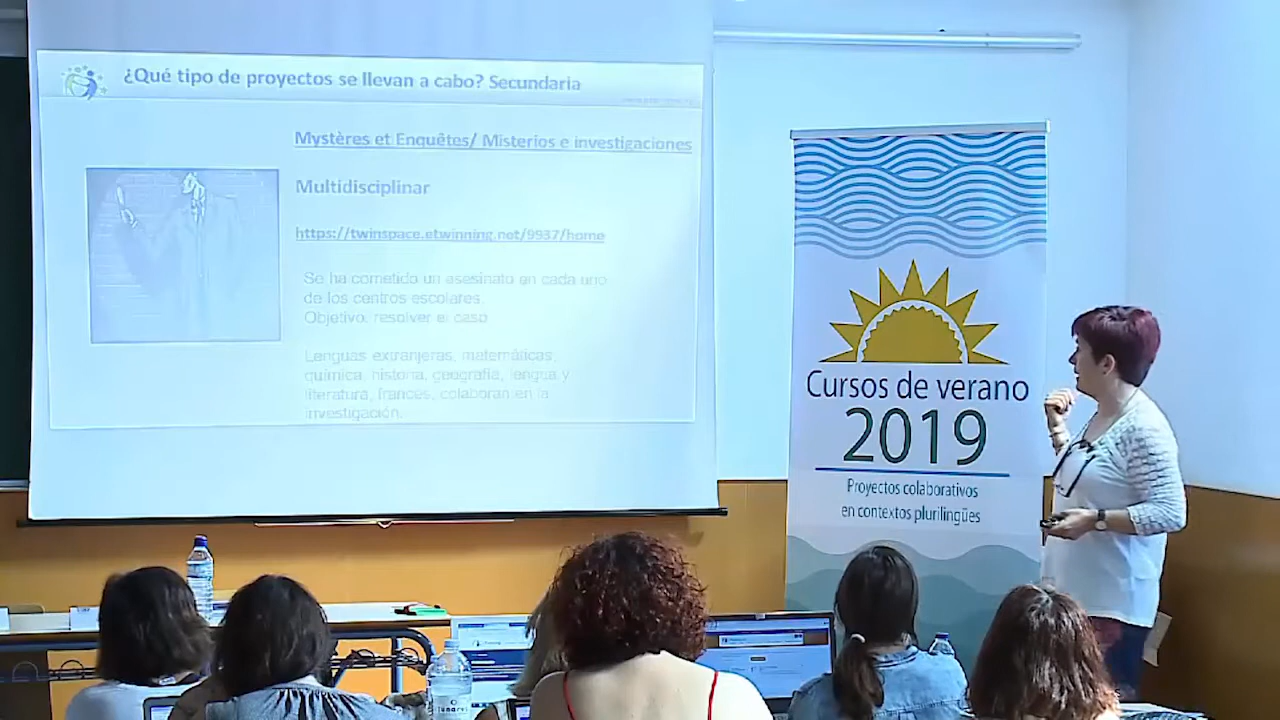 ¿Qué tipo de proyectos se llevan a cabo? Secundaria
Mystères et Enquêtes/ Misterios e investigaciones
Multidisciplinar
https://twinspace.etwinning.net/9937/home
Se ha cometido un asesinato en cada uno
de los centros escolares.
Objetivo: resolver el caso
Lenguas extranjeras, matemáticas,
química, historia, geografía, lengua y
literatura, francés, colaboran en la
investigación.
Cursos de verano
2019
Proyectos colaborativos
en contextos plurilingües